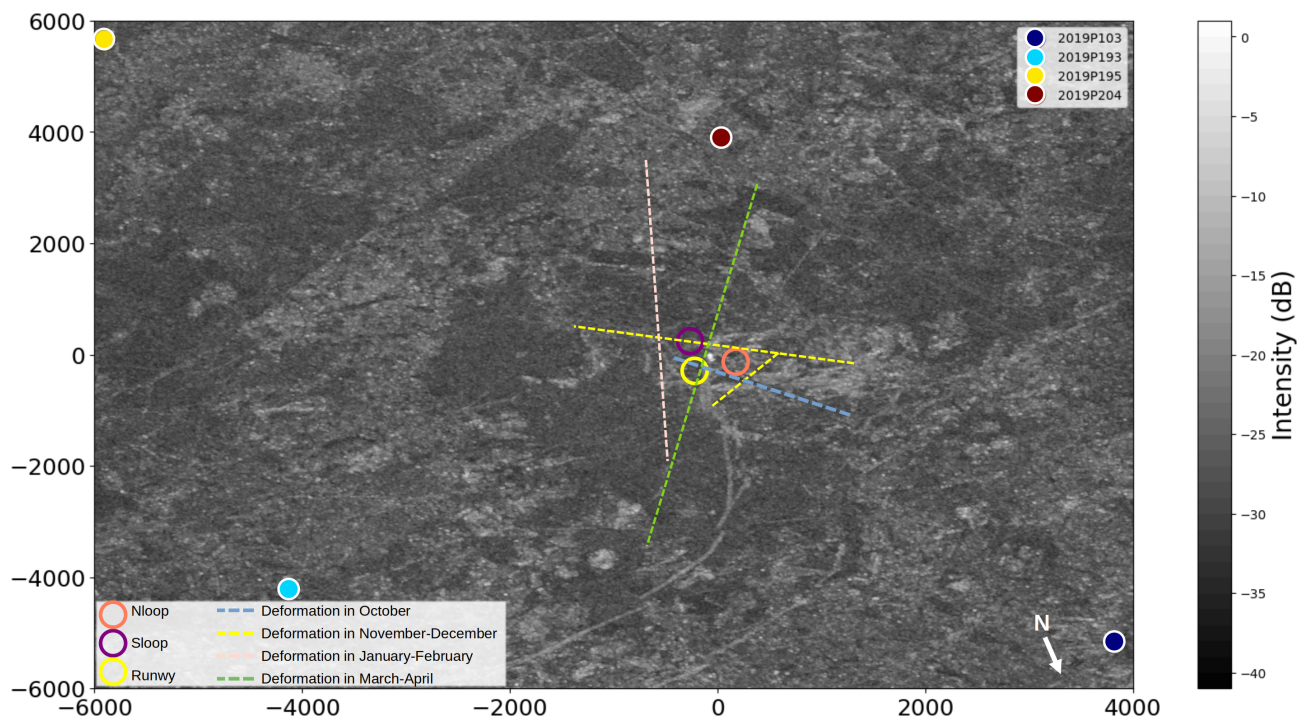 6000
4000
2000
0
−2000
−4000
−6000
−6000
−4000
−2000
0
2000
4000
2019P103
2019P193
2019P195
2019P204
Nloop
Sloop
Runwy
Deformation in October
Deformation in November-December
Deformation in January-February
Deformation in March-April
N
0
−5
−10
−15
−20
−25
−30
−35
−40
Intensity (dB)